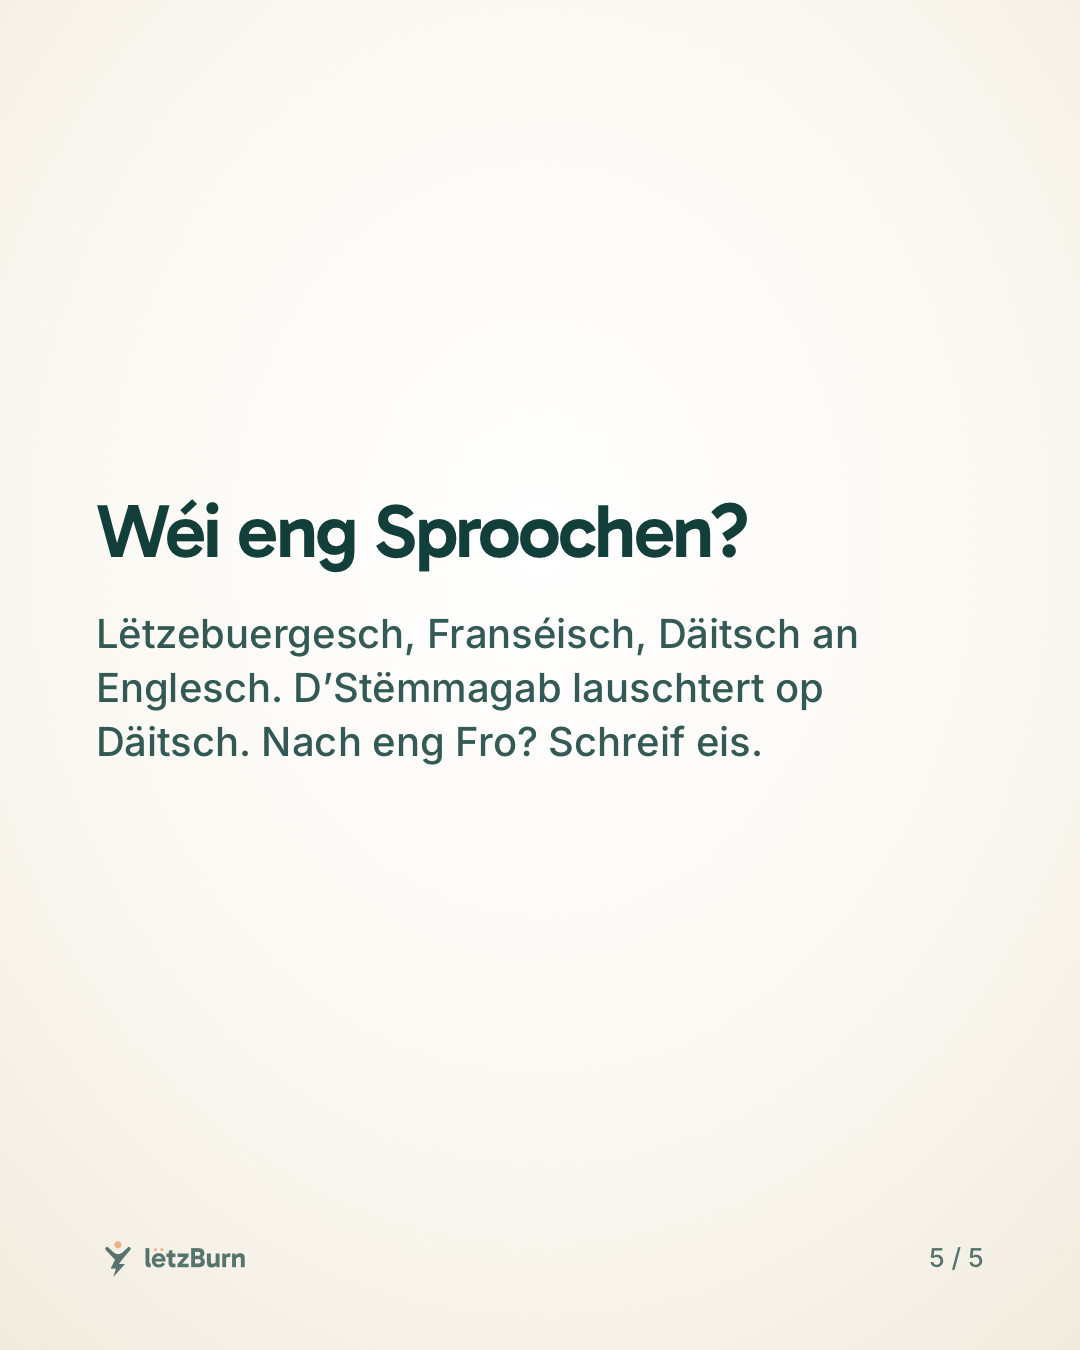 Wéi eng Sproochen?
Lëtzebuergesch, Franséisch, Däitsch an
Englesch. D’Stëmmagab lauschtert op
Däitsch. Nach eng Fro? Schreif eis.
lëtzBurn
5 / 5